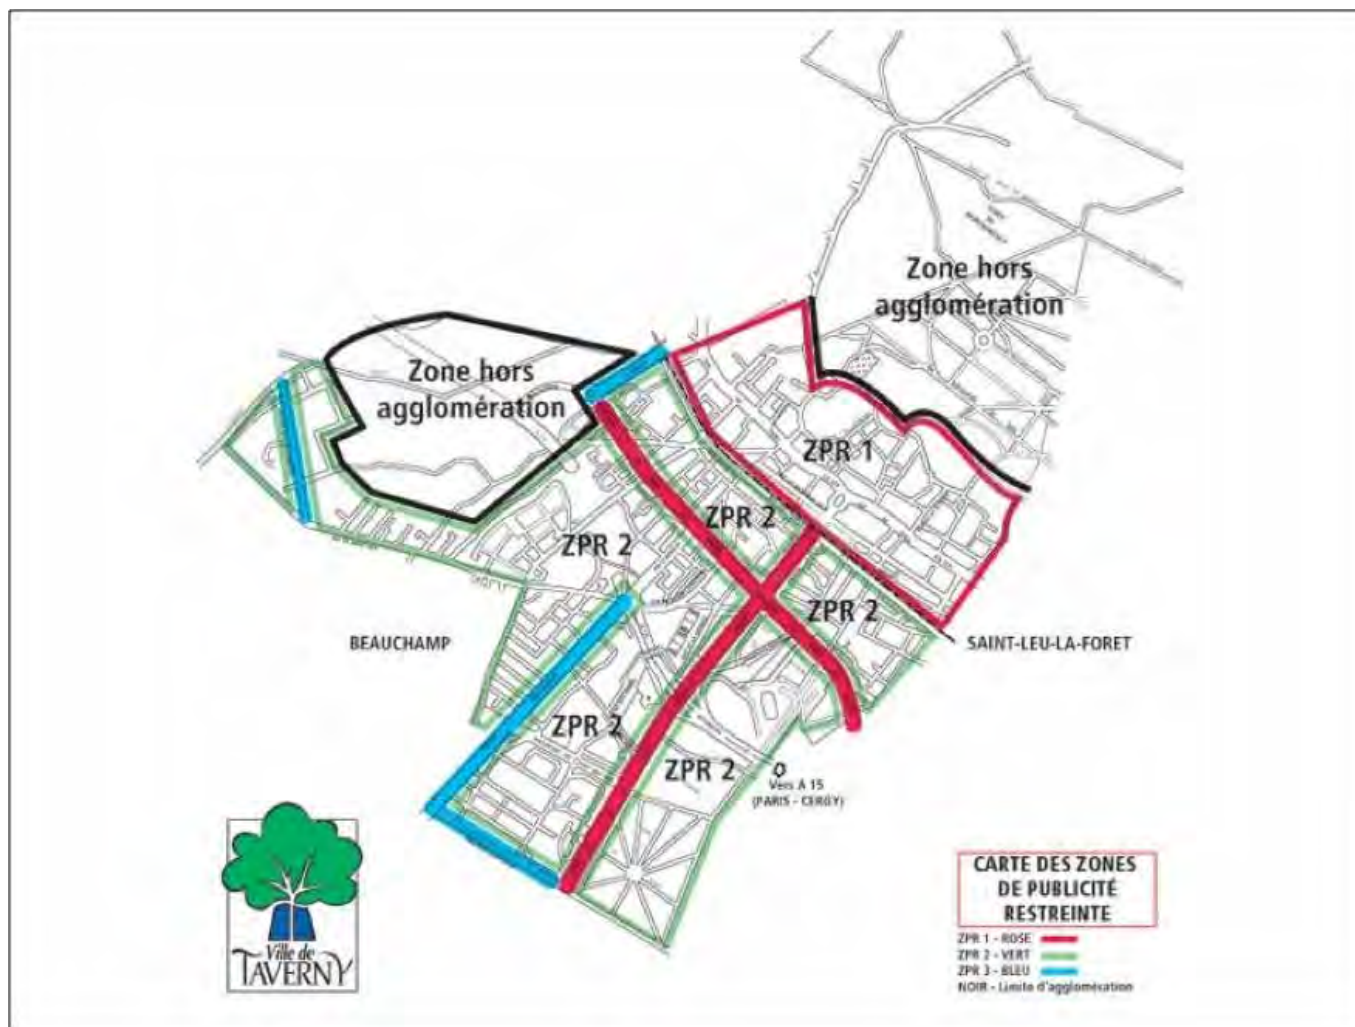 Zone hors
agglomération
Zone hors
agglomération
ZPR 1
ZPR 2
ZPR 2
ZPR 2
BEAUCHAMP
SAINT-LEU-LA-FORET
ZPR 2
ZPR 2
Vers A 15
(PARIS - CERGY)
Ville de
TAVERNY
CARTE DES ZONES
DE PUBLICITÉ
RESTREINTE
ZPR 1 - ROSE
ZPR 2 - VERT
ZPR 3 - BLEU
NOIR - Limite d'agglomération